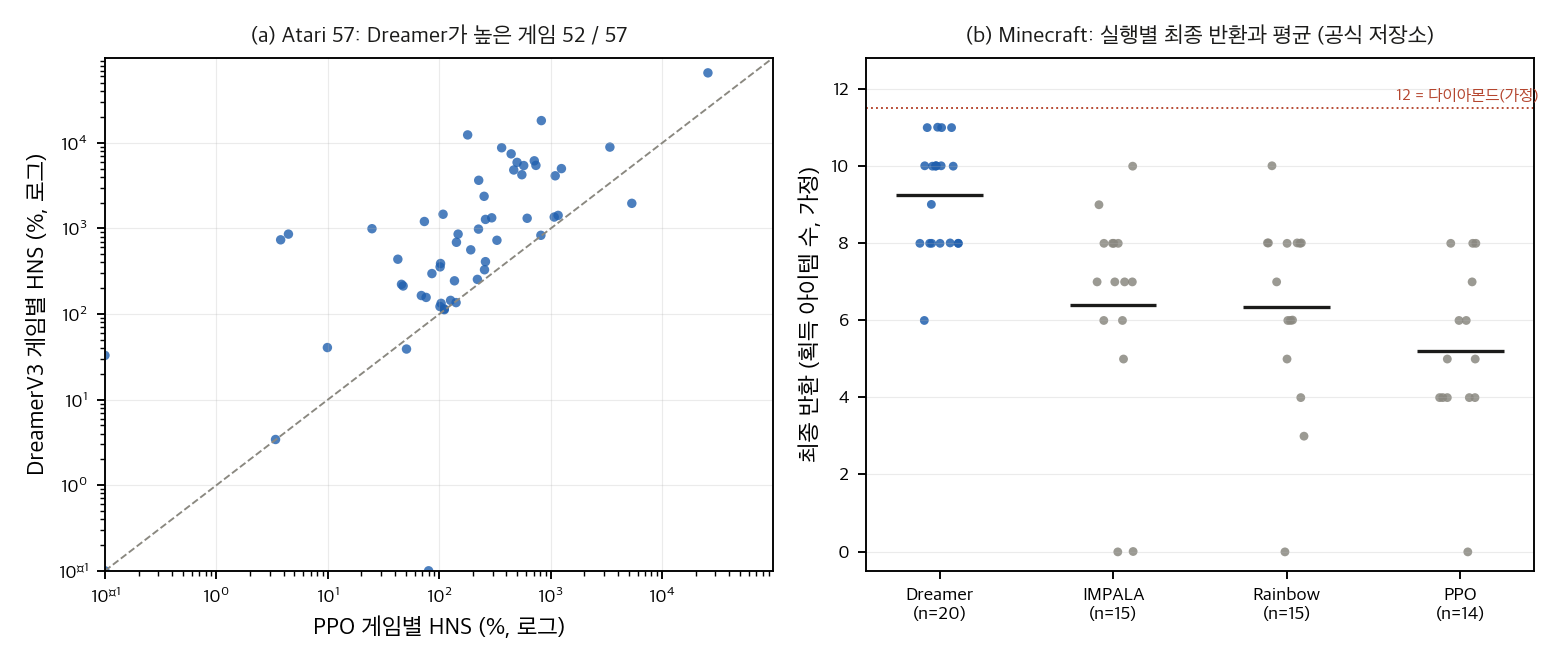 (a) Atari 57: Dreamer가 높은 게임 52 / 57
DreamerV3 게임별 HNS (%, 로그)
10⁴
10³
10²
10¹
10⁰
10¤¹
10¤¹
10⁰
10¹
10²
10³
10⁴
PPO 게임별 HNS (%, 로그)
(b) Minecraft: 실행별 최종 반환과 평균 (공식 저장소)
최종 반환 (획득 아이템 수, 가정)
12
10
8
6
4
2
0
12 = 다이아몬드(가정)
Dreamer
(n=20)
IMPALA
(n=15)
Rainbow
(n=15)
PPO
(n=14)